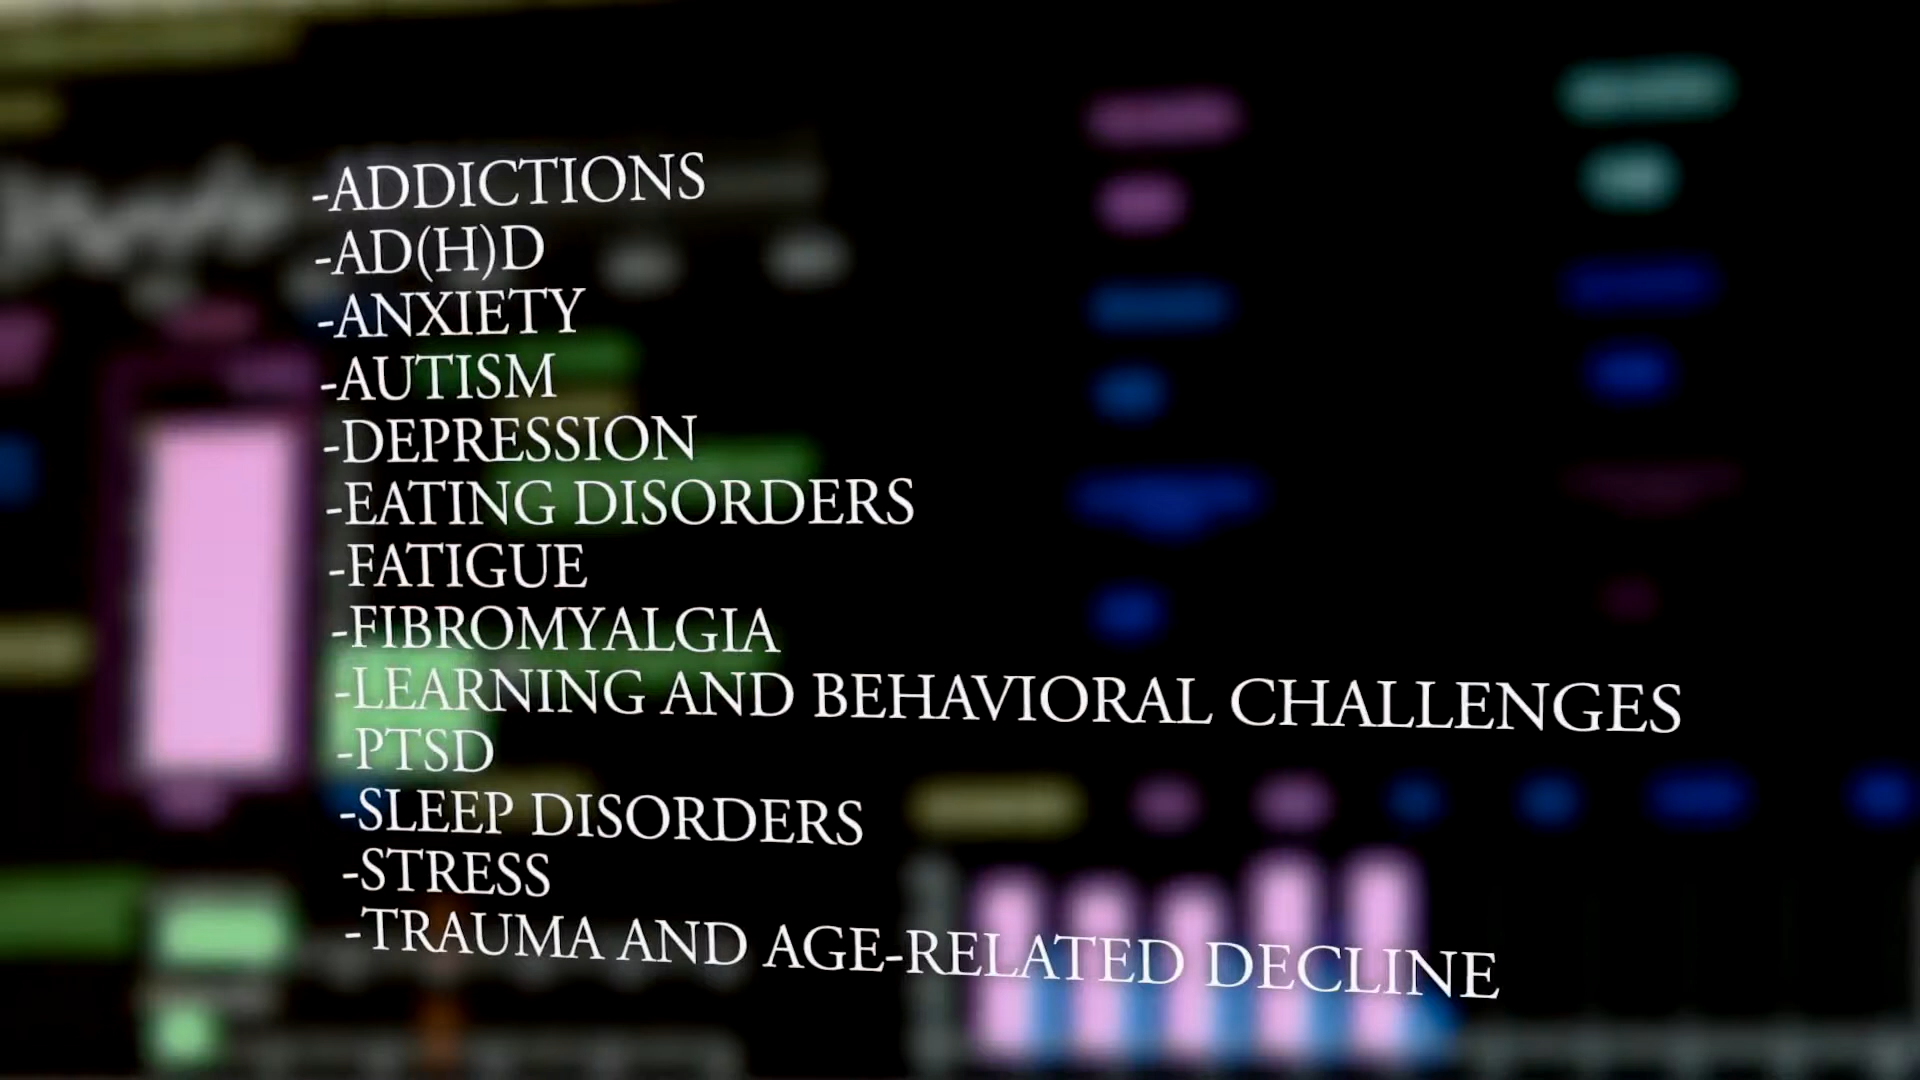 -ADDICTIONS
-AD(H)D
-ANXIETY
-AUTISM
-DEPRESSION
-EATING DISORDERS
-FATIGUE
-FIBROMYALGIA
-LEARNING AND BEHAVIORAL CHALLENGES
-PTSD
-SLEEP DISORDERS
-STRESS
-TRAUMA AND AGE-RELATED DECLINE